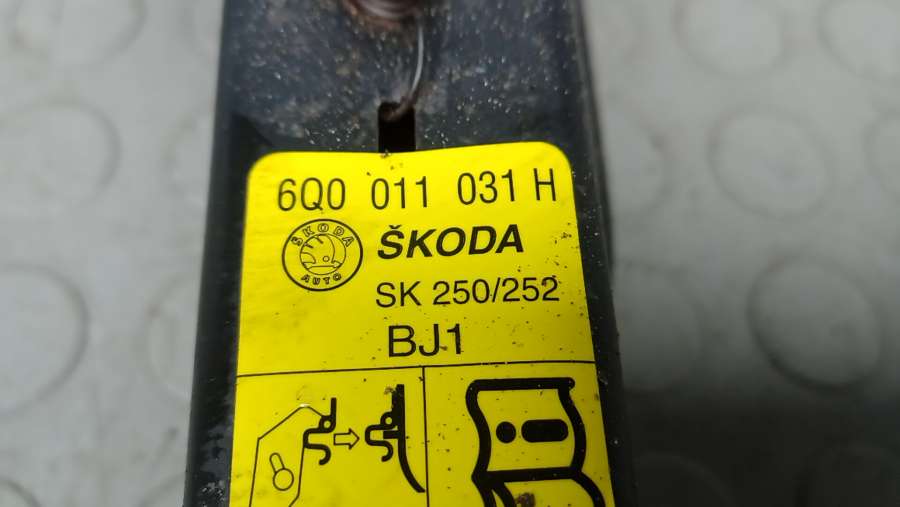 6Q0 011 031 H
ŠKODA
AUTO
ŠKODA
SK 250/252
BJ1